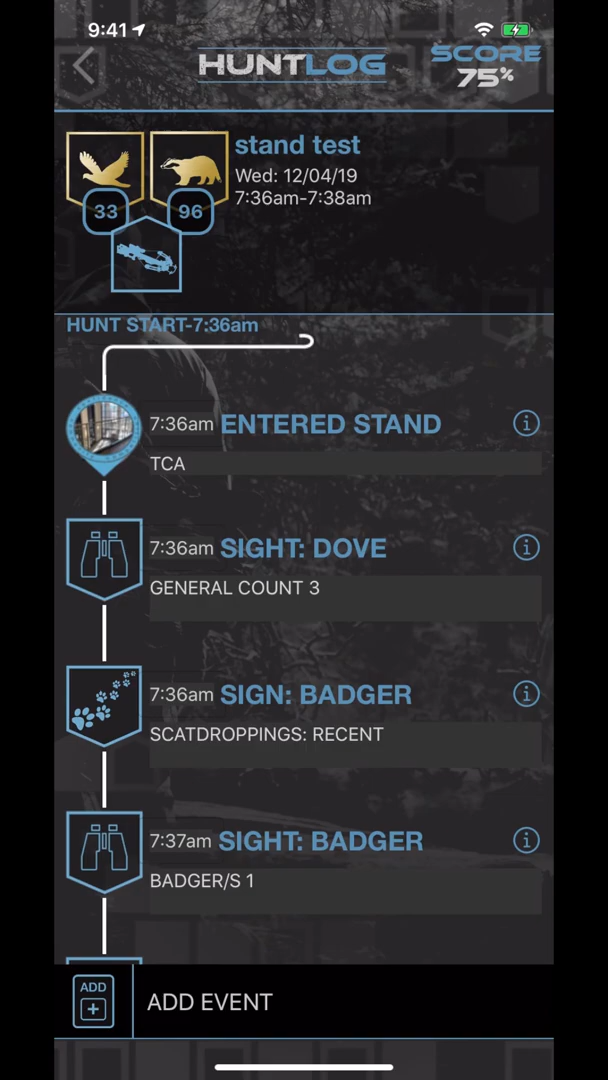 9:41
HUNTLOG
SCORE
75%
stand test
Wed: 12/04/19
7:36am-7:38am
33
96
HUNT START-7:36am
7:36am ENTERED STAND
TCA
7:36am SIGHT: DOVE
GENERAL COUNT 3
7:36am SIGN: BADGER
SCATDROPPINGS: RECENT
7:37am SIGHT: BADGER
BADGER/S 1
ADD
ADD EVENT